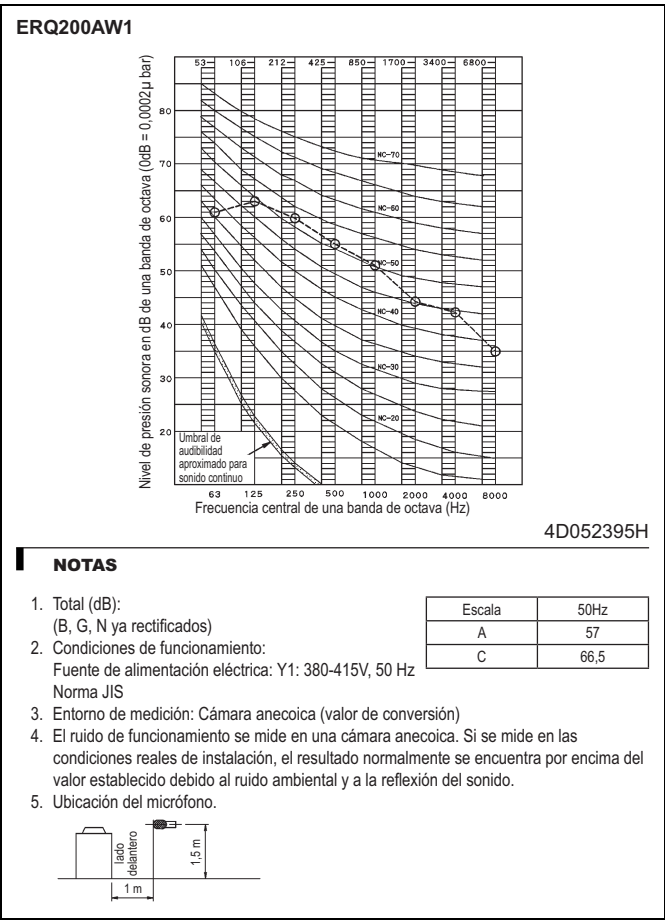 ERQ200AW1
53 106 212 425 850 1700 3400 6800
Nivel de presión sonora en dB de una banda de octava (0dB = 0,0002µ bar)
80
70
60
50
40
30
20
NC-70
NC-60
NC-50
NC-40
NC-30
NC-20
Umbral de
audibilidad
aproximado para
sonido continuo
63 125 250 500 1000 2000 4000 8000
Frecuencia central de una banda de octava (Hz)
4D052395H
NOTAS
1. Total (dB):
(B, G, N ya rectificados)
Escala 50Hz
A 57
C 66,5
2. Condiciones de funcionamiento:
Fuente de alimentación eléctrica: Y1: 380-415V, 50 Hz
Norma JIS
3. Entorno de medición: Cámara anecoica (valor de conversión)
4. El ruido de funcionamiento se mide en una cámara anecoica. Si se mide en las
condiciones reales de instalación, el resultado normalmente se encuentra por encima del
valor establecido debido al ruido ambiental y a la reflexión del sonido.
5. Ubicación del micrófono.
lado
delantero
1,5 m
1 m